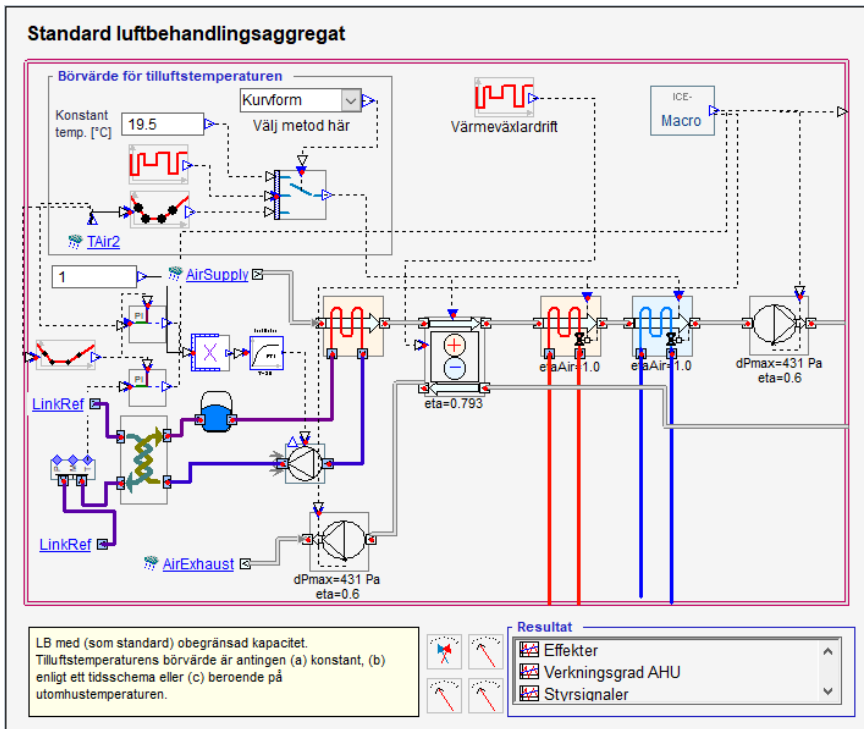 Standard luftbehandlingsaggregat
Börvärde för tilluftstemperaturen
Konstant
temp. [°C]
19.5
Kurvform
Välj metod här
Värmeväxlardrift
ICE-
Macro
TAir2
1
AirSupply
PI
PI
LinkRef
LinkRef
AirExhaust
eta=0.793
etaAir=1.0
etaAir=1.0
dPmax=431 Pa
eta=0.6
dPmax=431 Pa
eta=0.6
LB med (som standard) obegränsad kapacitet.
Tilluftstemperaturens börvärde är antingen (a) konstant, (b)
enligt ett tidsschema eller (c) beroende på
utomhustemperaturen.
Resultat
Effekter
Verkningsgrad AHU
Styrsignaler